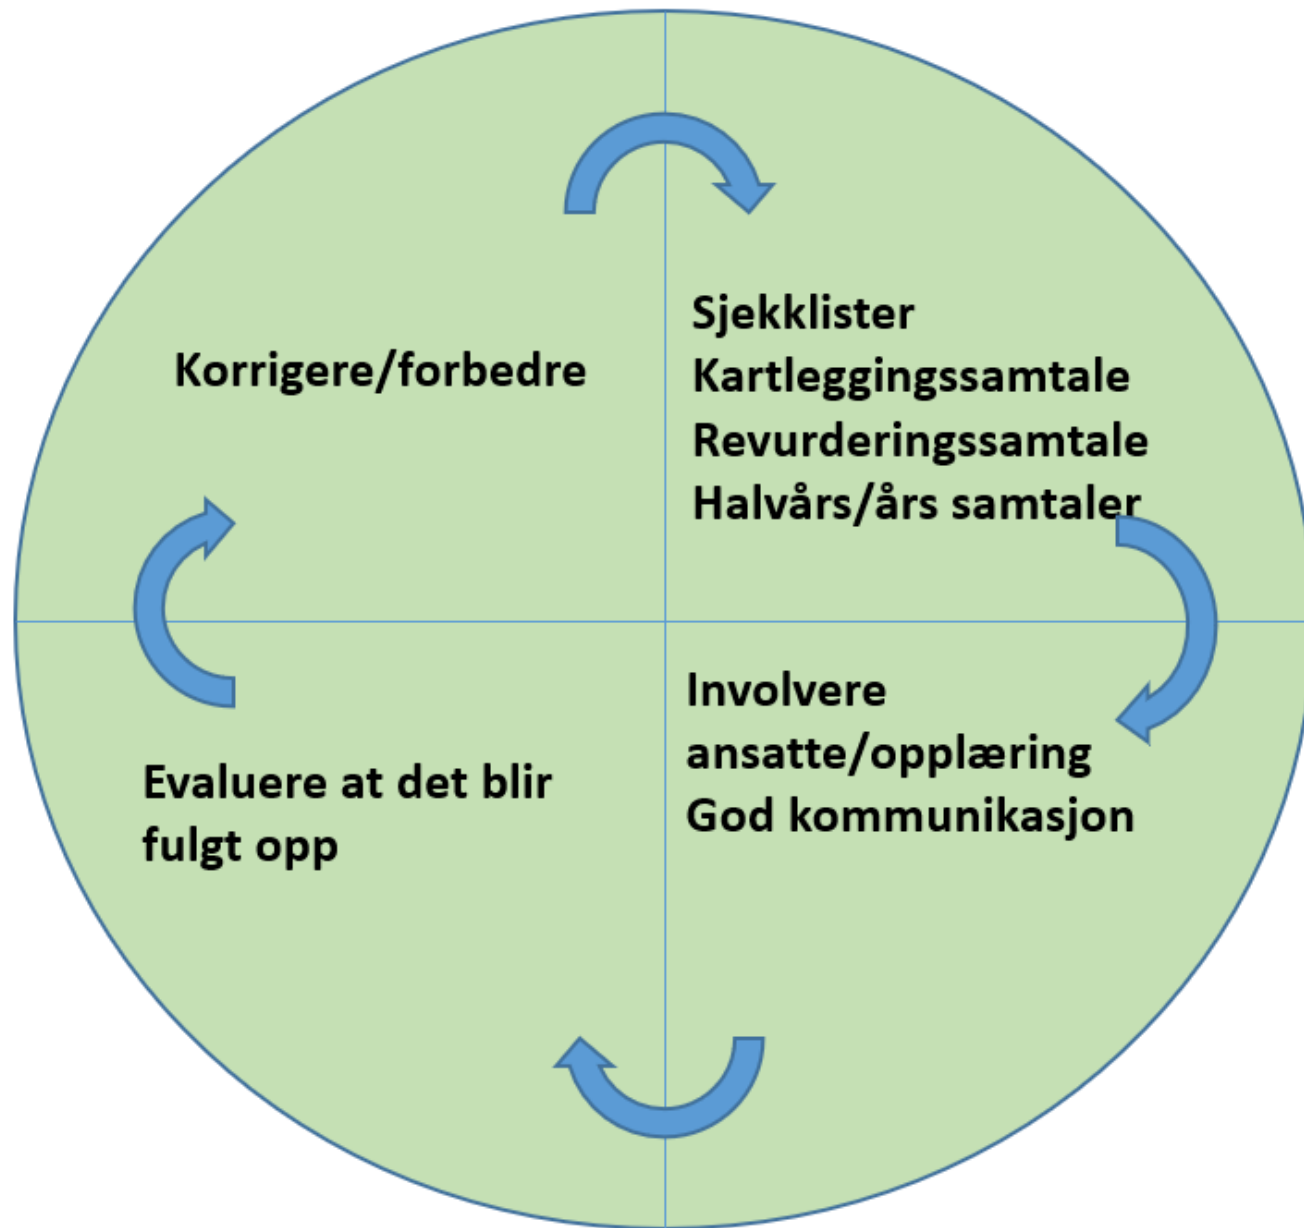 Korrigere/forbedre
Sjekklister
Kartleggingssamtale
Revurderingssamtale
Halvårs/års samtaler
Involvere
ansatte/opplæring
God kommunikasjon
Evaluere at det blir
fulgt opp